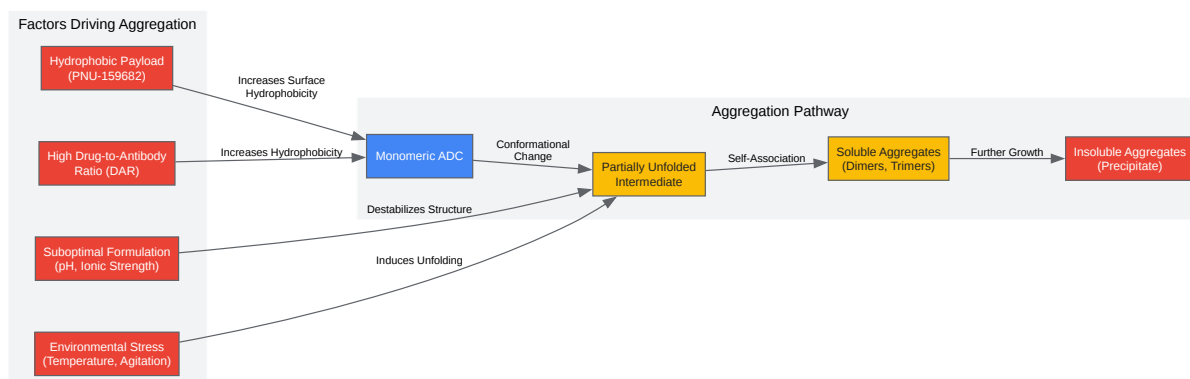 Factors Driving Aggregation
Hydrophobic Payload
(PNU-159682)
High Drug-to-Antibody
Ratio (DAR)
Suboptimal Formulation
(pH, Ionic Strength)
Environmental Stress
(Temperature, Agitation)
Increases Surface
Hydrophobicity
Increases Hydrophobicity
Destabilizes Structure
Induces Unfolding
Aggregation Pathway
Monomeric ADC
Conformational
Change
Partially Unfolded
Intermediate
Self-Association
Soluble Aggregates
(Dimers, Trimers)
Further Growth
Insoluble Aggregates
(Precipitate)